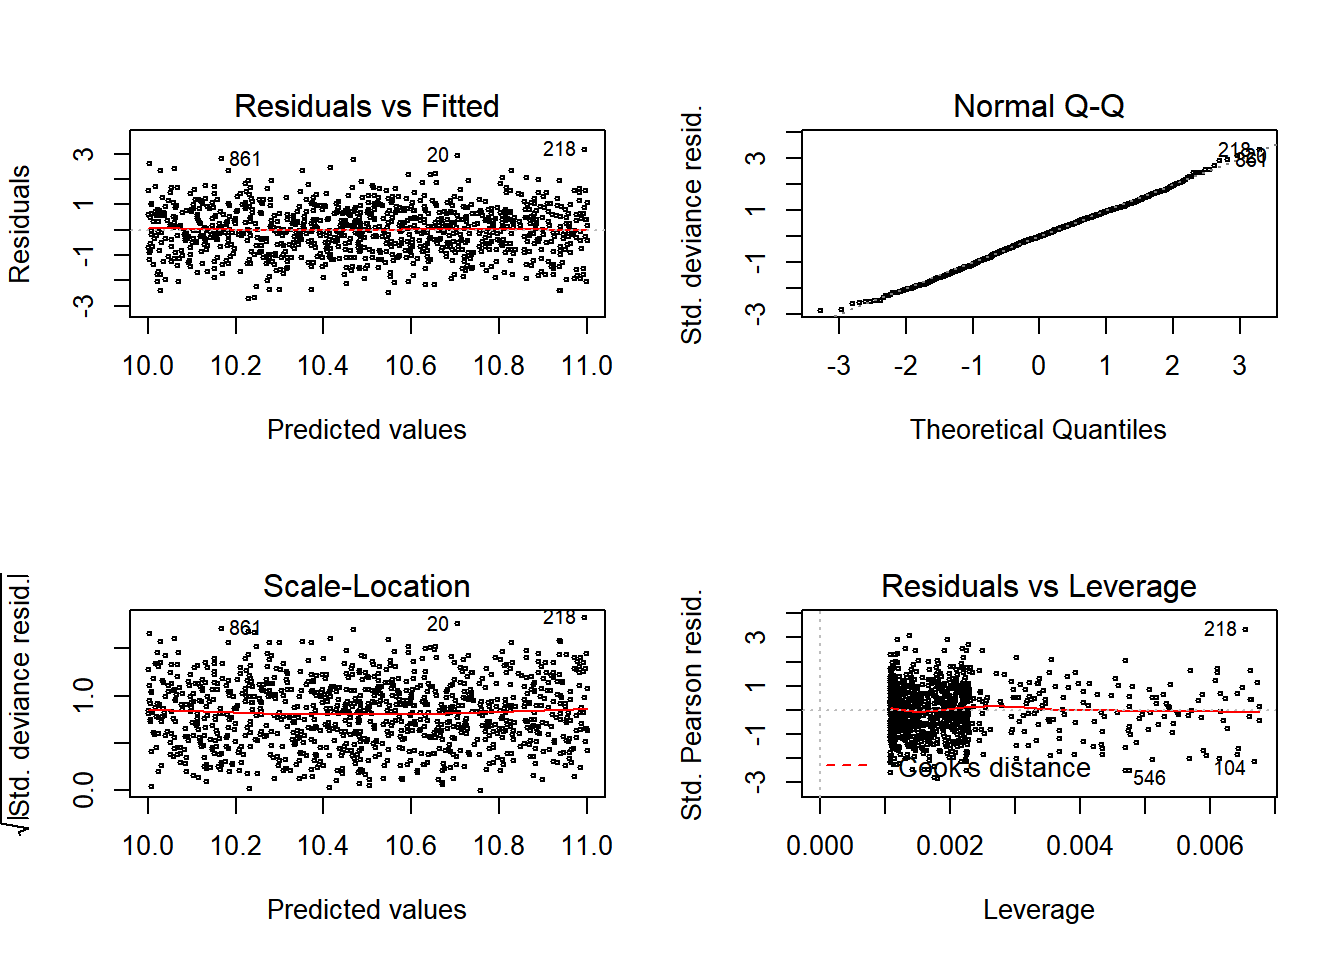 Residuals vs Fitted
Residuals
3
1
-1
-3
861
20
218
10.0 10.2 10.4 10.6 10.8 11.0
Predicted values
Normal Q-Q
Std. deviance resid.
3
1
-1
-3
218
861
-3 -2 -1 0 1 2 3
Theoretical Quantiles
Scale-Location
√|Std. deviance resid.|
1.0
0.0
861
20
218
10.0 10.2 10.4 10.6 10.8 11.0
Predicted values
Residuals vs Leverage
Std. Pearson resid.
3
1
-1
-3
218
104
546
Cook's distance
0.000 0.002 0.004 0.006
Leverage